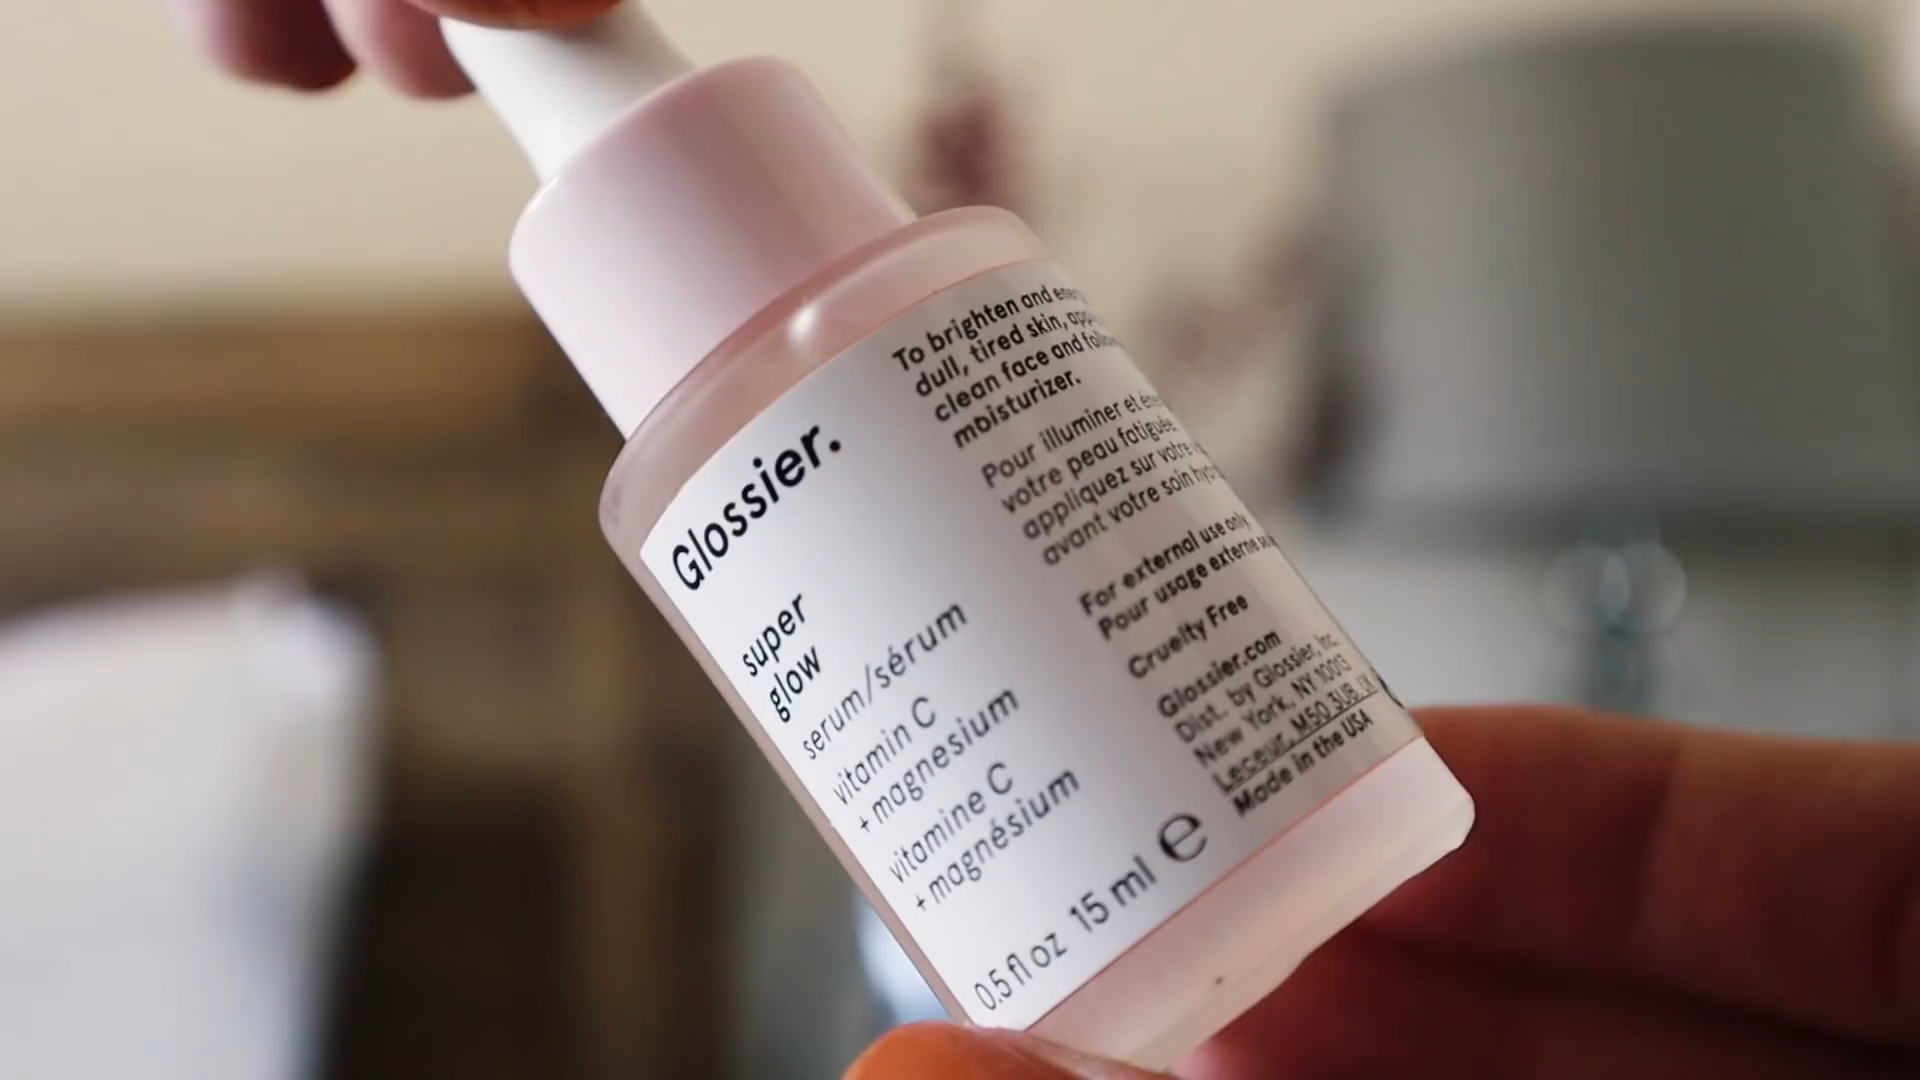 Glossier.
super
glow
serum/sérum
vitamin C
+ magnesium
vitamine C
+ magnésium
0.5 fl oz 15 ml e
To brighten and
dull, tired skin,
clean face and
moisturizer.
Pour illuminer et
votre peau fatiguée,
appliquez sur votre
avant votre soin
For external use only.
Pour usage externe
Cruelty Free
Glossier.com
Dist. by Glossier, Inc.
New York, NY 10013
M50 3UB, UK
Made in the USA